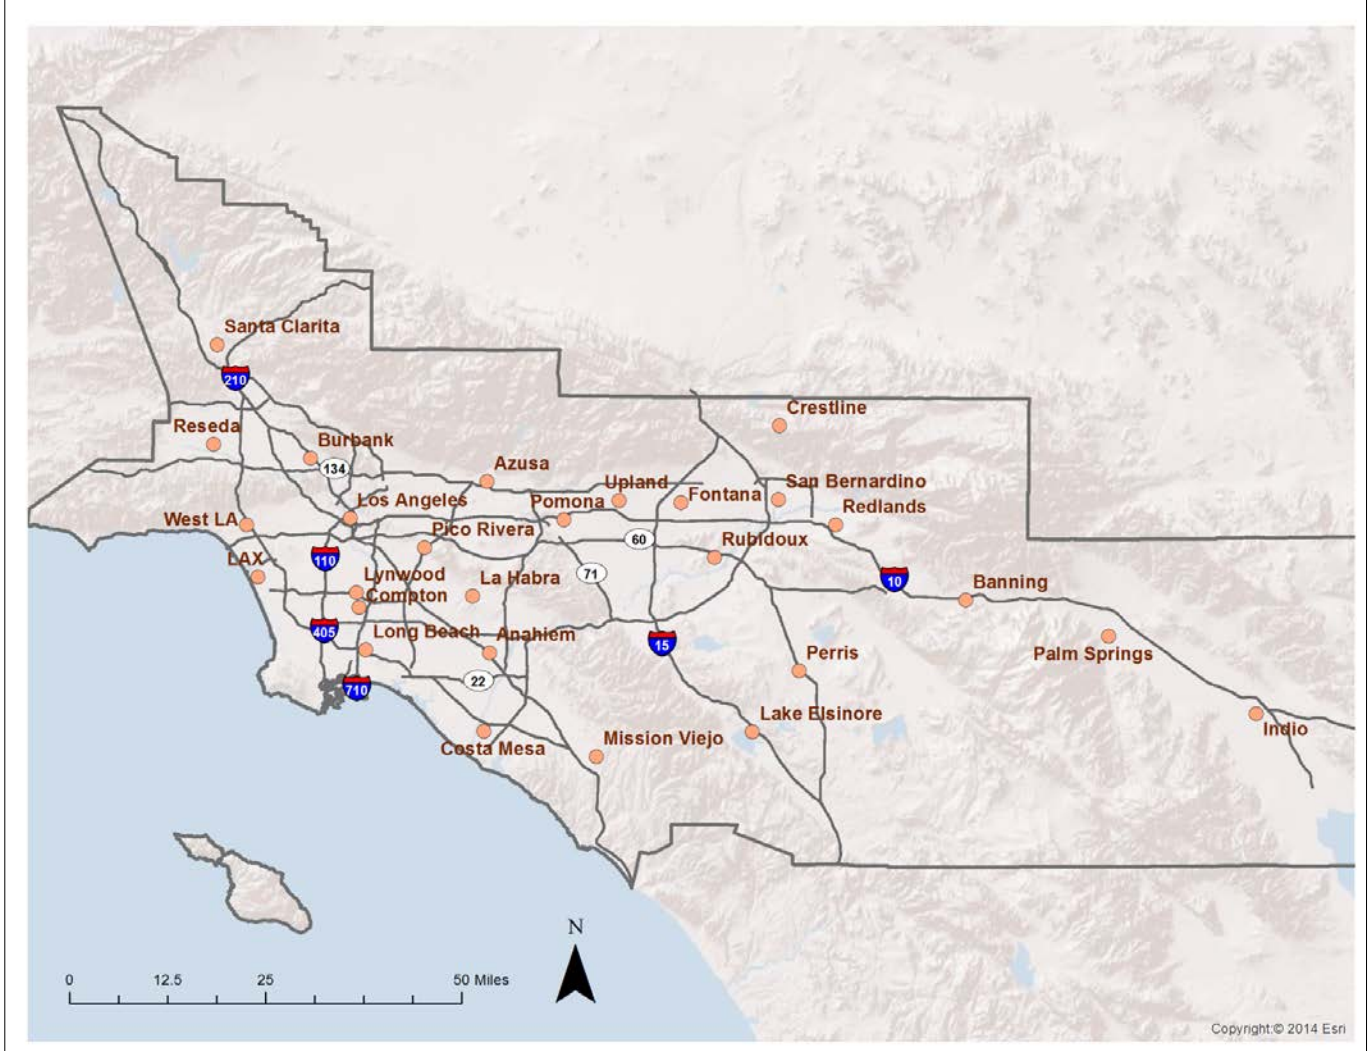 Santa Clarita
210
Crestline
Reseda
Burbank
134
Azusa
Upland
San Bernardino
Los Angeles
Pomona
Fontana
Redlands
West LA
Pico Rivera
60
Rubidoux
LAX
110
Lynwood
La Habra
71
10
Banning
Compton
405
Long Beach
Anahiem
15
Perris
Palm Springs
22
710
Lake Elsinore
Costa Mesa
Mission Viejo
Indio
N
0 12.5 25 50 Miles
Copyright:© 2014 Esri